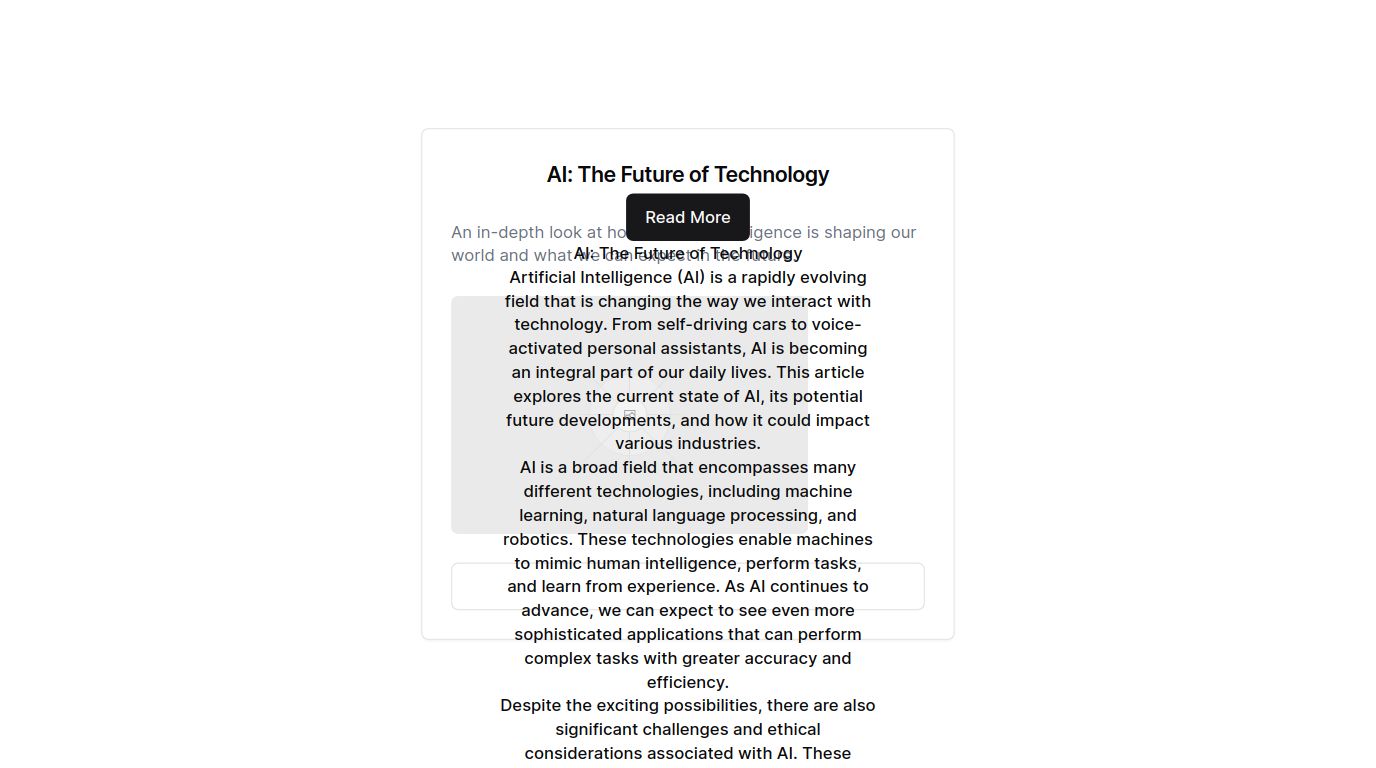 AI: The Future of Technology
Read More
An in-depth look at ho ligence is shaping our
world and what we can expect in the future.
AI: The Future of Technology
Artificial Intelligence (AI) is a rapidly evolving
field that is changing the way we interact with
technology. From self-driving cars to voice-
activated personal assistants, AI is becoming
an integral part of our daily lives. This article
explores the current state of AI, its potential
future developments, and how it could impact
various industries.
AI is a broad field that encompasses many
different technologies, including machine
learning, natural language processing, and
robotics. These technologies enable machines
to mimic human intelligence, perform tasks,
and learn from experience. As AI continues to
advance, we can expect to see even more
sophisticated applications that can perform
complex tasks with greater accuracy and
efficiency.
Despite the exciting possibilities, there are also
significant challenges and ethical
considerations associated with AI. These